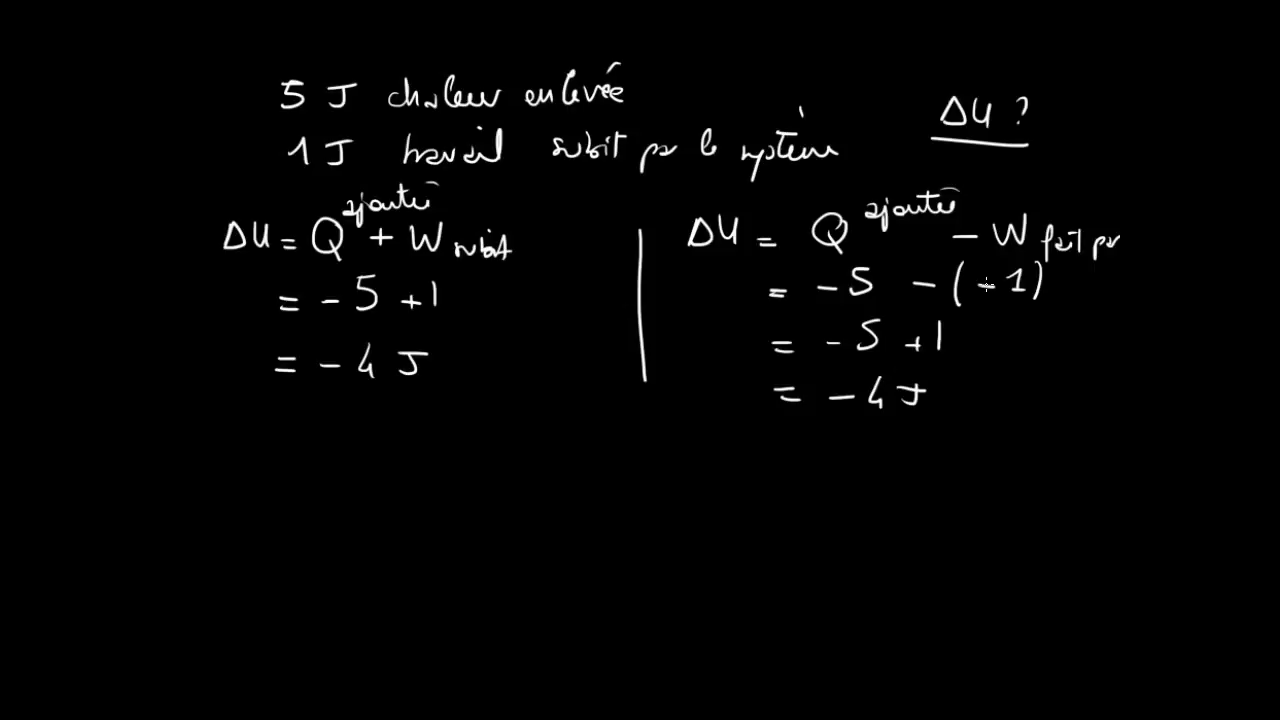 5 J chaleur enlevée
1 J travail subit par le système
ΔU ?
ΔU = Q ajoutée + W subit
= - 5 + 1
= - 4 J
ΔU = Q ajoutée - W fait par
= - 5 - (- 1)
= - 5 + 1
= - 4 J